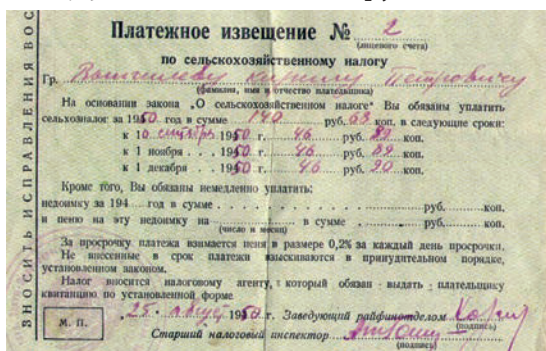 Платежное извещение № 2
(лицевого счета)
по сельскохозяйственному налогу
Гр. Кириллу Петровичу
(фамилия, имя и отчество плательщика)
На основании закона „О сельскохозяйственном налоге" Вы обязаны уплатить
сельхозналог за 1950 год в сумме 140 руб. 68 коп. в следующие сроки:
к 10 сентября 1950 г. 46 руб. 89 коп.
к 1 ноября . . . 1950 г. 46 руб. 89 коп.
к 1 декабря . . 1950 г. 46 руб. 90 коп.
Кроме того, Вы обязаны немедленно уплатить:
недоимку за 194 год в сумме руб. коп.
и пеню на эту недоимку на в сумме руб. коп.
(число и месяц)
За просрочку платежа взимается пеня в размере 0,2% за каждый день просрочки.
Не внесенные в срок платежи взыскиваются в принудительном порядке,
установленном законом.
Налог вносится налоговому агенту, который обязан выдать плательщику
квитанцию по установленной форме
„25" август 1950 г. Заведующий райфинотделом
(подпись)
М. П.
Старший налоговый инспектор
(подпись)
ВНОСИТЬ ИСПРАВЛЕНИЯ ВОС